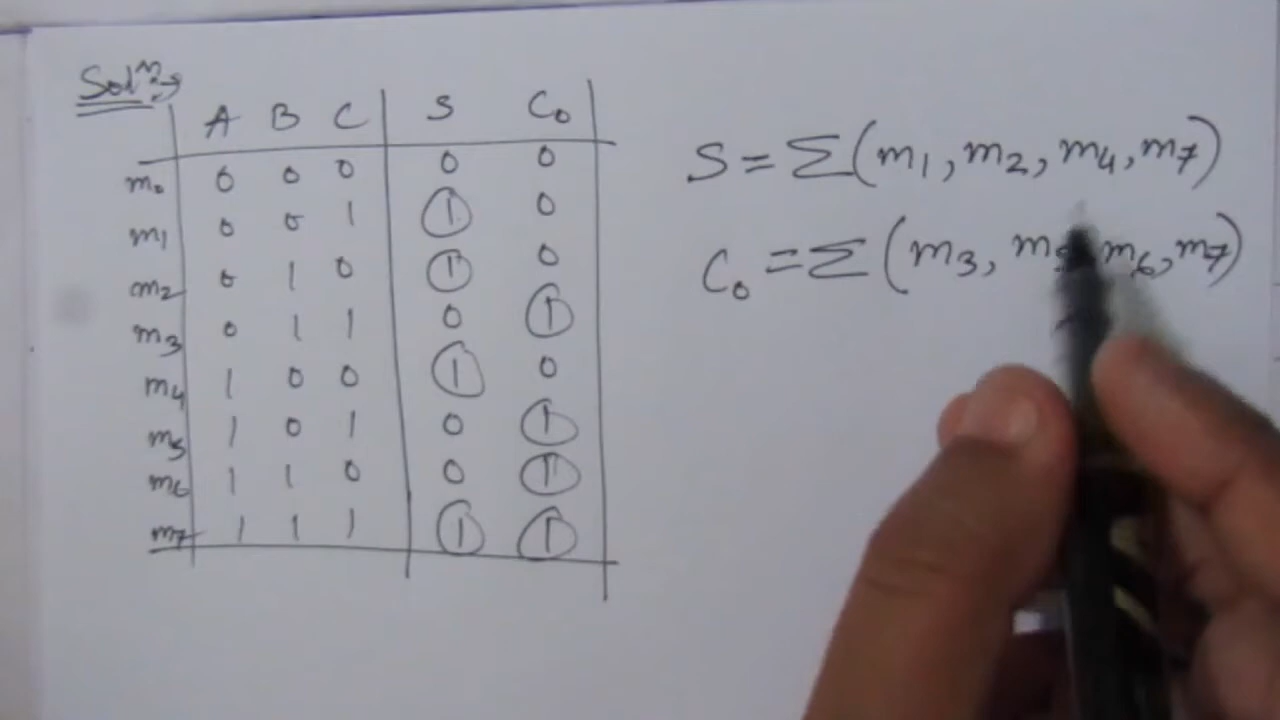 Solⁿ→
A B C S C₀
m₀ 0 0 0 0 0
m₁ 0 0 1 1 0
m₂ 0 1 0 1 0
m₃ 0 1 1 0 1
m₄ 1 0 0 1 0
m₅ 1 0 1 0 1
m₆ 1 1 0 0 1
m₇ 1 1 1 1 1
S = Σ(m₁, m₂, m₄, m₇)
C₀ = Σ(m₃, m₅, m₆, m₇)